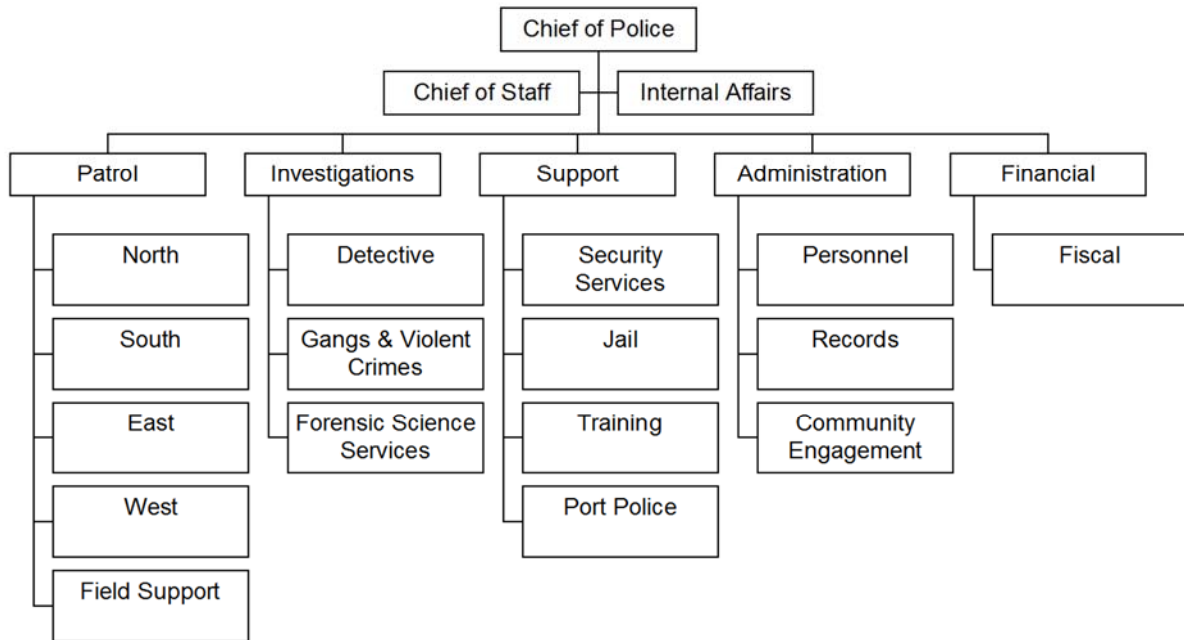 Chief of Police
Chief of Staff
Internal Affairs
Patrol
Investigations
Support
Administration
Financial
North
South
East
West
Field Support
Detective
Gangs & Violent
Crimes
Forensic Science
Services
Security
Services
Jail
Training
Port Police
Personnel
Records
Community
Engagement
Fiscal